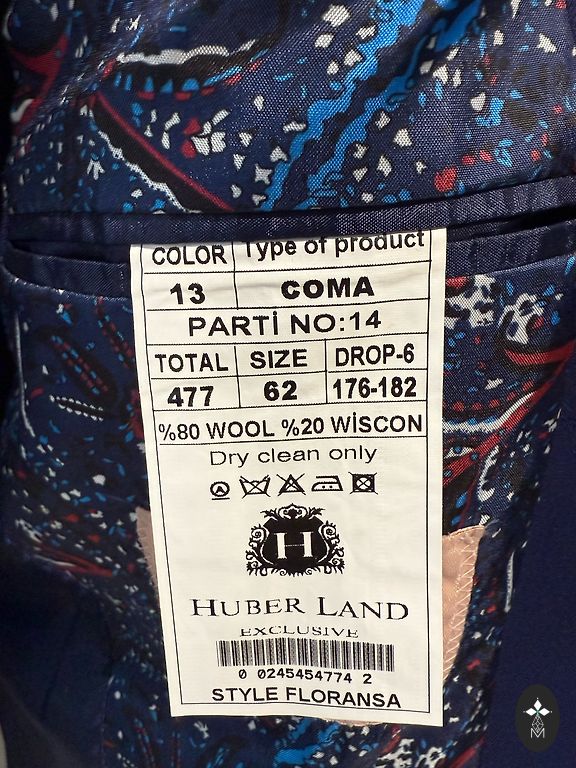 COLOR Type of product
13 COMA
PARTİ NO:14
TOTAL SIZE DROP-6
477 62 176-182
%80 WOOL %20 WİSCON
Dry clean only
H
HUBER LAND
EXCLUSIVE
0 0245454774 2
STYLE FLORANSA
M